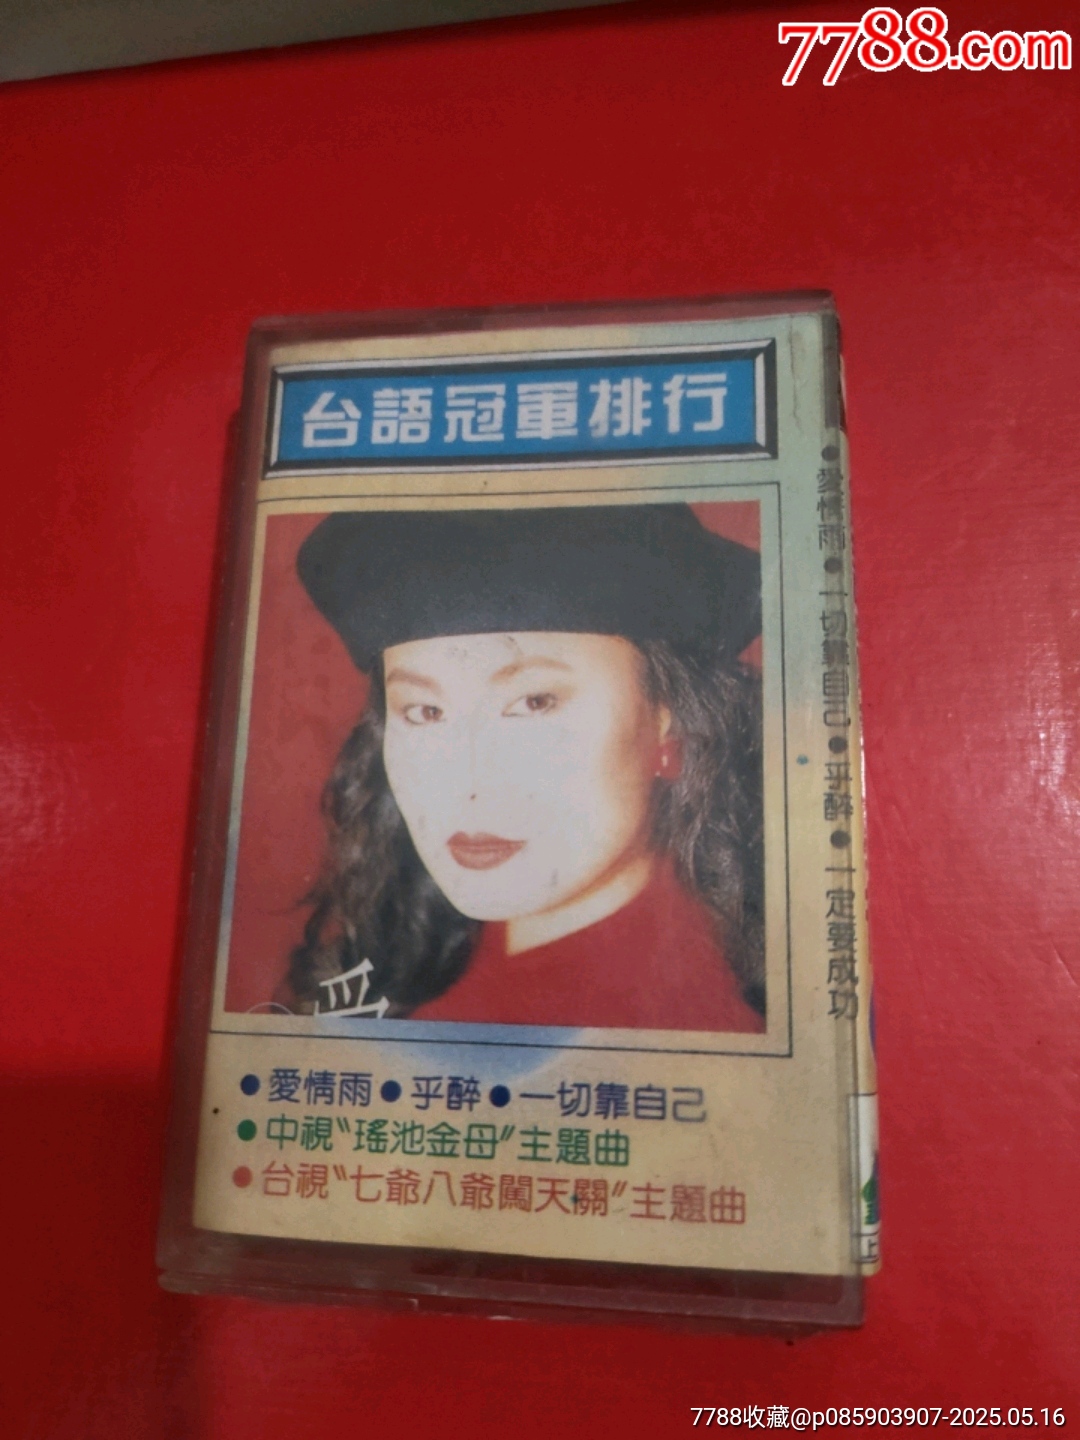 7788.com
台語冠軍排行
●愛情雨●一切靠自己●乎醉●一定要成功
●愛情雨●乎醉●一切靠自己
●中視"瑤池金母"主題曲
●台視"七爺八爺闖天關"主題曲
上
7788收藏@p085903907-2025.05.16